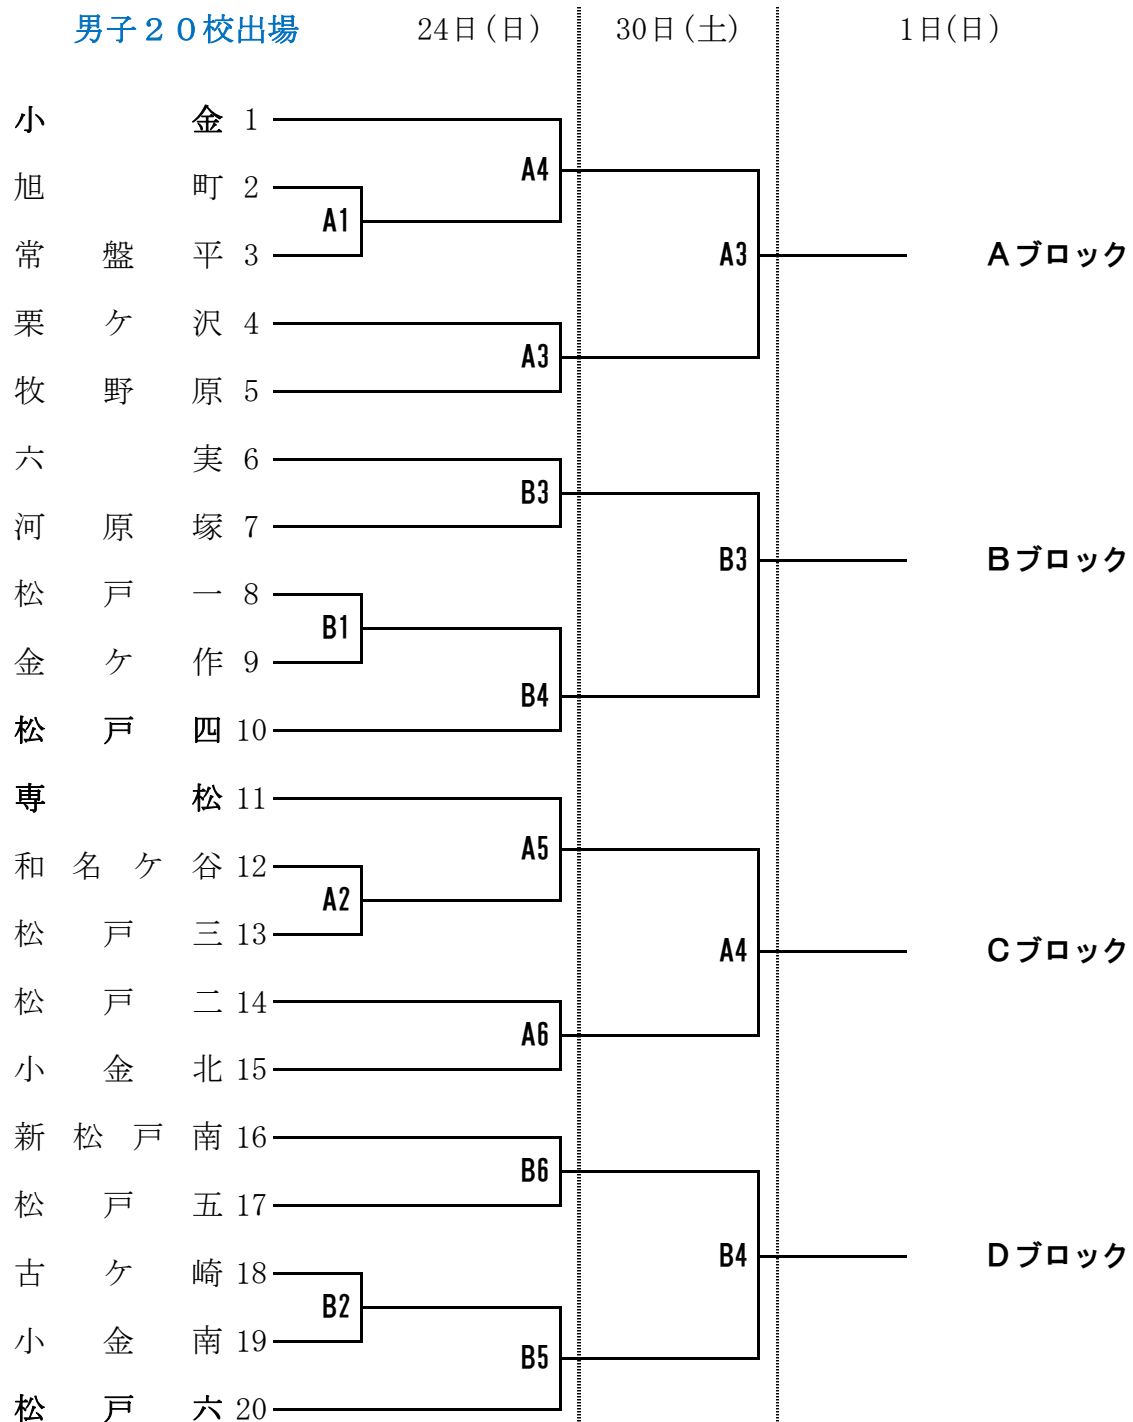 男子２０校出場 24日(日) 30日(土) 1日(日)
小金 1
A4
旭町 2
A1
常盤平 3 A3 Aブロック
栗ケ沢 4
A3
牧野原 5
六実 6
B3
河原塚 7
B3 Bブロック
松戸一 8
B1
金ケ作 9
B4
松戸四 10
専松 11
A5
和名ケ谷 12
A2
松戸三 13
A4 Cブロック
松戸二 14
A6
小金北 15
新松戸南 16
B6
松戸五 17
B4 Dブロック
古ケ崎 18
B2
小金南 19
B5
松戸六 20